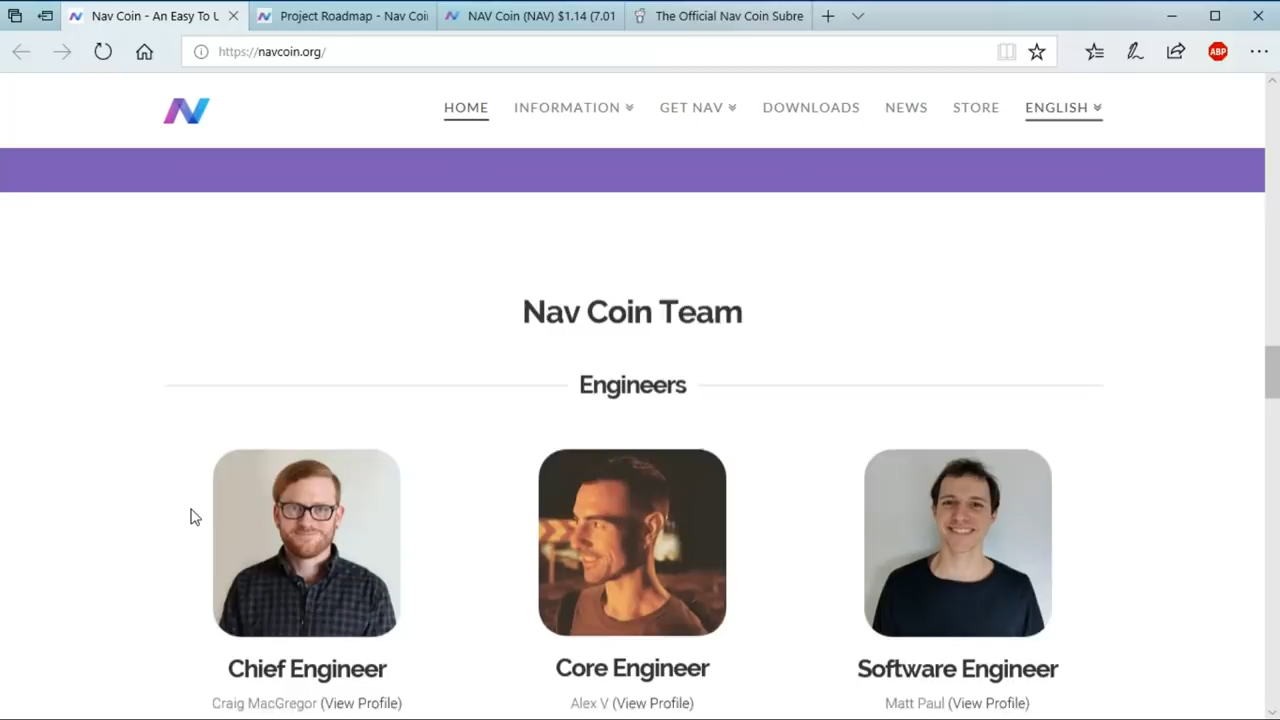 Nav Coin - An Easy To U
Project Roadmap - Nav Coi
NAV Coin (NAV) $1.14 (7.01
The Official Nav Coin Subre
https://navcoin.org/
ABP
HOME
INFORMATION
GET NAV
DOWNLOADS
NEWS
STORE
ENGLISH
Nav Coin Team
Engineers
Chief Engineer
Core Engineer
Software Engineer
Craig MacGregor (View Profile)
Alex V (View Profile)
Matt Paul (View Profile)